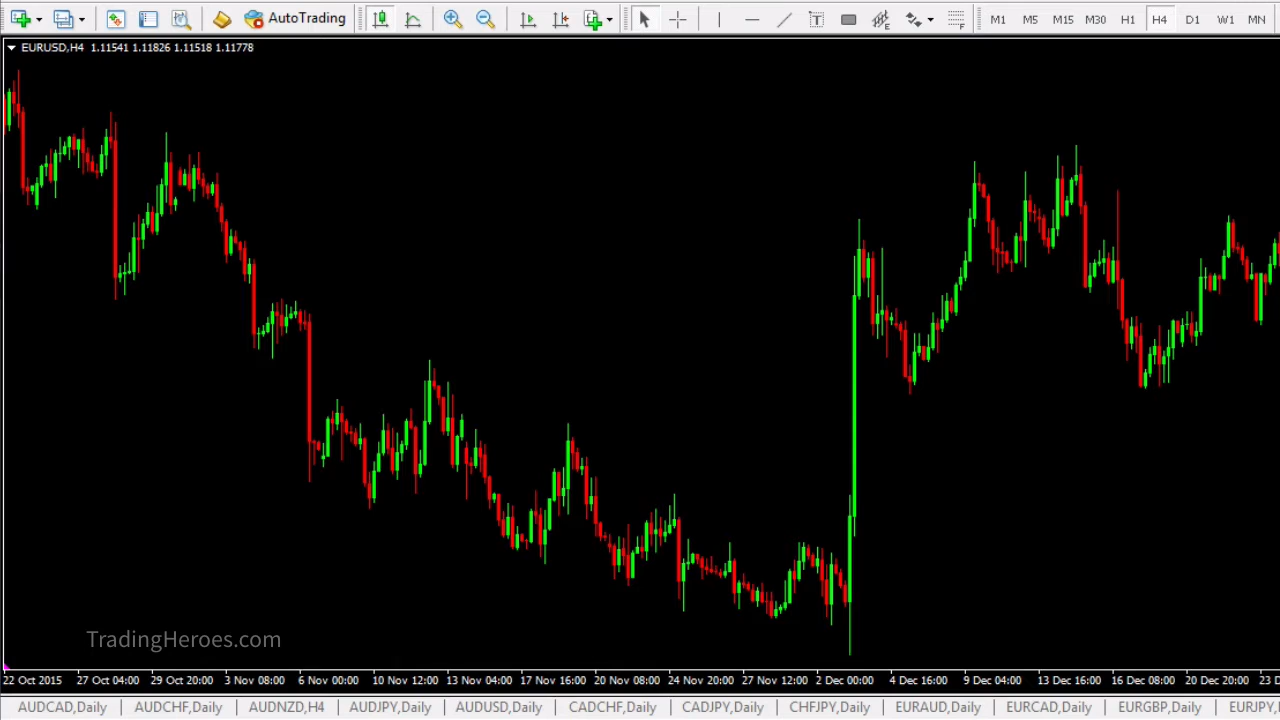 AutoTrading M1 M5 M15 M30 H1 H4 D1 W1 MN
EURUSD,H4 1.11541 1.11826 1.11518 1.11778
TradingHeroes.com
22 Oct 2015 27 Oct 04:00 29 Oct 20:00 3 Nov 08:00 6 Nov 00:00 10 Nov 12:00 13 Nov 04:00 17 Nov 16:00 20 Nov 08:00 24 Nov 20:00 27 Nov 12:00 2 Dec 00:00 4 Dec 16:00 9 Dec 04:00 13 Dec 16:00 16 Dec 08:00 20 Dec 20:00 23 D
AUDCAD,Daily AUDCHF,Daily AUDNZD,H4 AUDJPY,Daily AUDUSD,Daily CADCHF,Daily CADJPY,Daily CHFJPY,Daily EURAUD,Daily EURCAD,Daily EURGBP,Daily EURJPY,